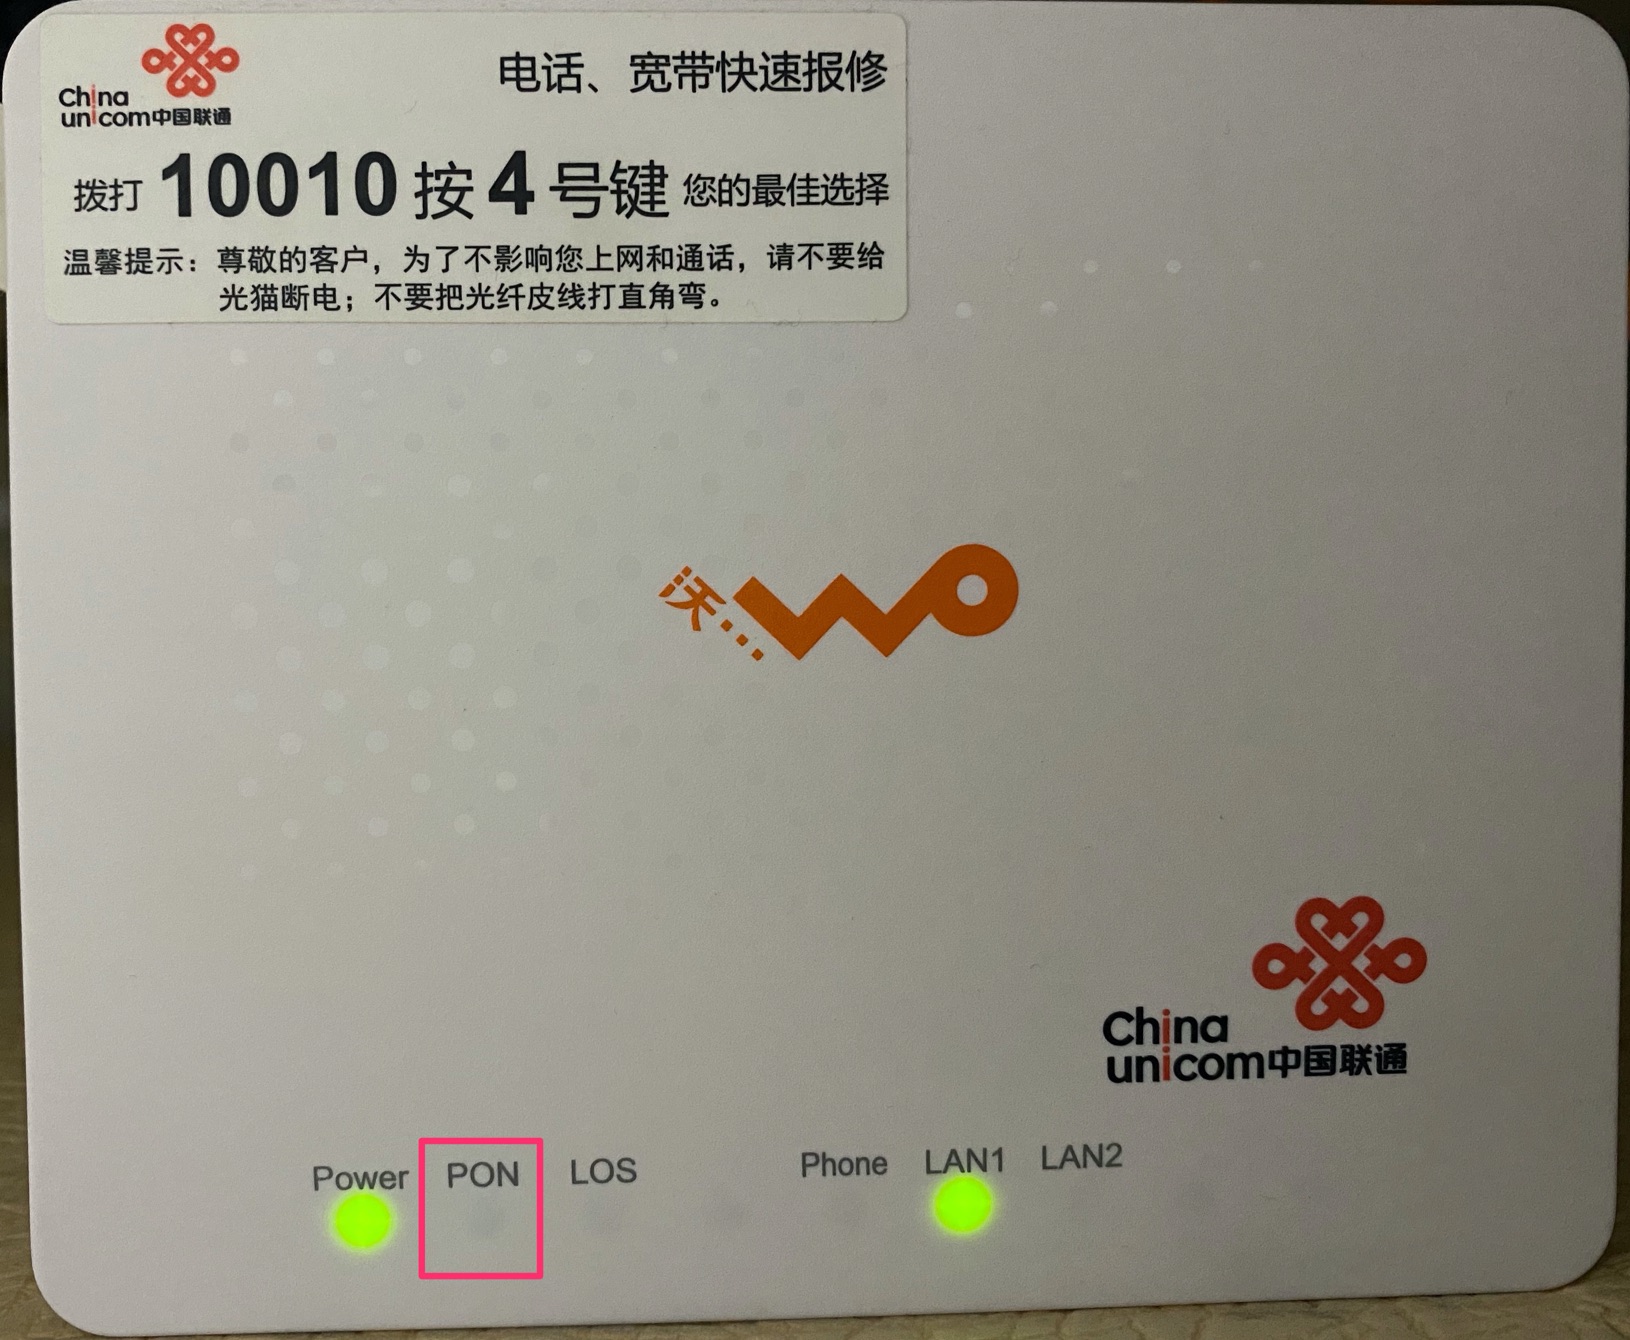 China
unicom中国联通
电话、宽带快速报修
拨打 10010 按 4 号键 您的最佳选择
温馨提示：尊敬的客户，为了不影响您上网和通话，请不要给
光猫断电；不要把光纤皮线打直角弯。
沃...wo
China
unicom中国联通
Power PON LOS Phone LAN1 LAN2